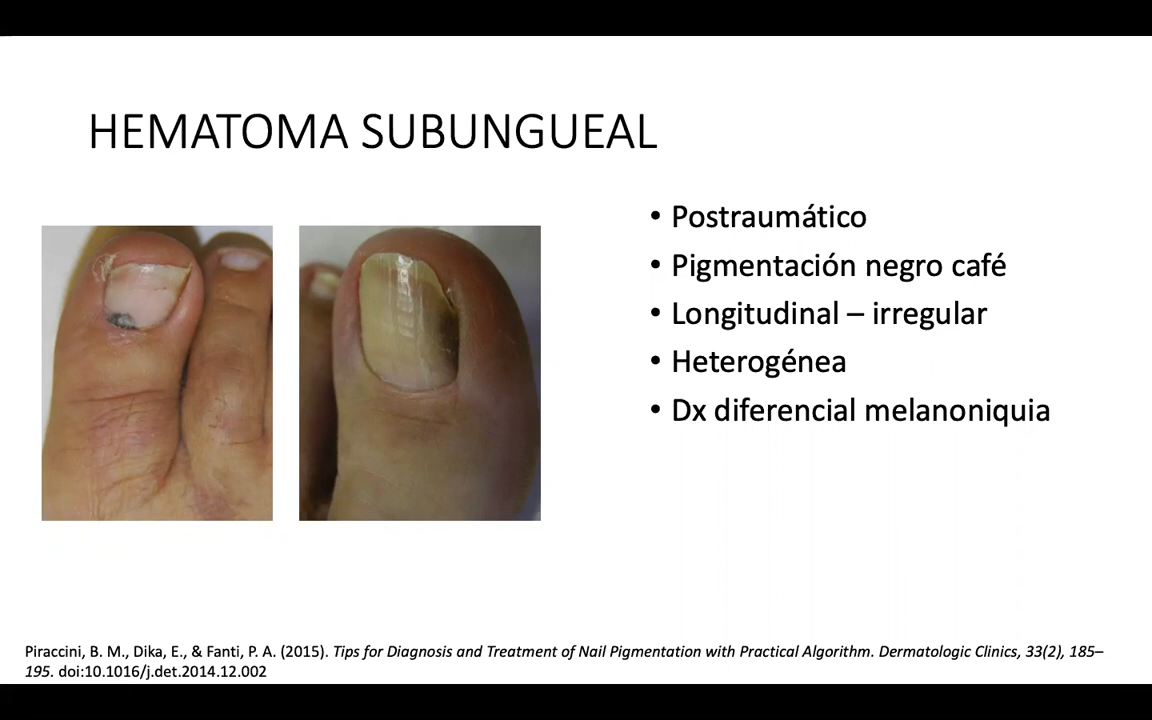 HEMATOMA SUBUNGUEAL
• Postraumático
• Pigmentación negro café
• Longitudinal – irregular
• Heterogénea
• Dx diferencial melanoniquia
Piraccini, B. M., Dika, E., & Fanti, P. A. (2015). Tips for Diagnosis and Treatment of Nail Pigmentation with Practical Algorithm. Dermatologic Clinics, 33(2), 185–
195. doi:10.1016/j.det.2014.12.002